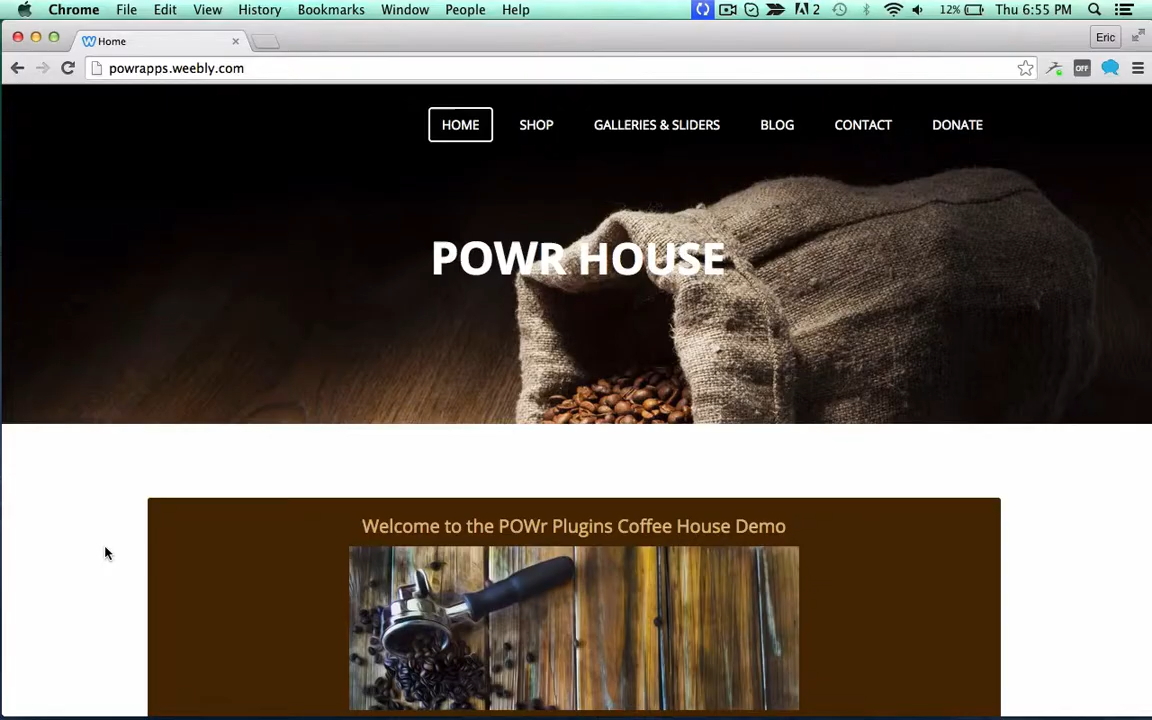 Chrome File Edit View History Bookmarks Window People Help 2 12% Thu 6:55 PM
Home Eric
powrapps.weebly.com OFF
HOME SHOP GALLERIES & SLIDERS BLOG CONTACT DONATE
POWR HOUSE
Welcome to the POWr Plugins Coffee House Demo